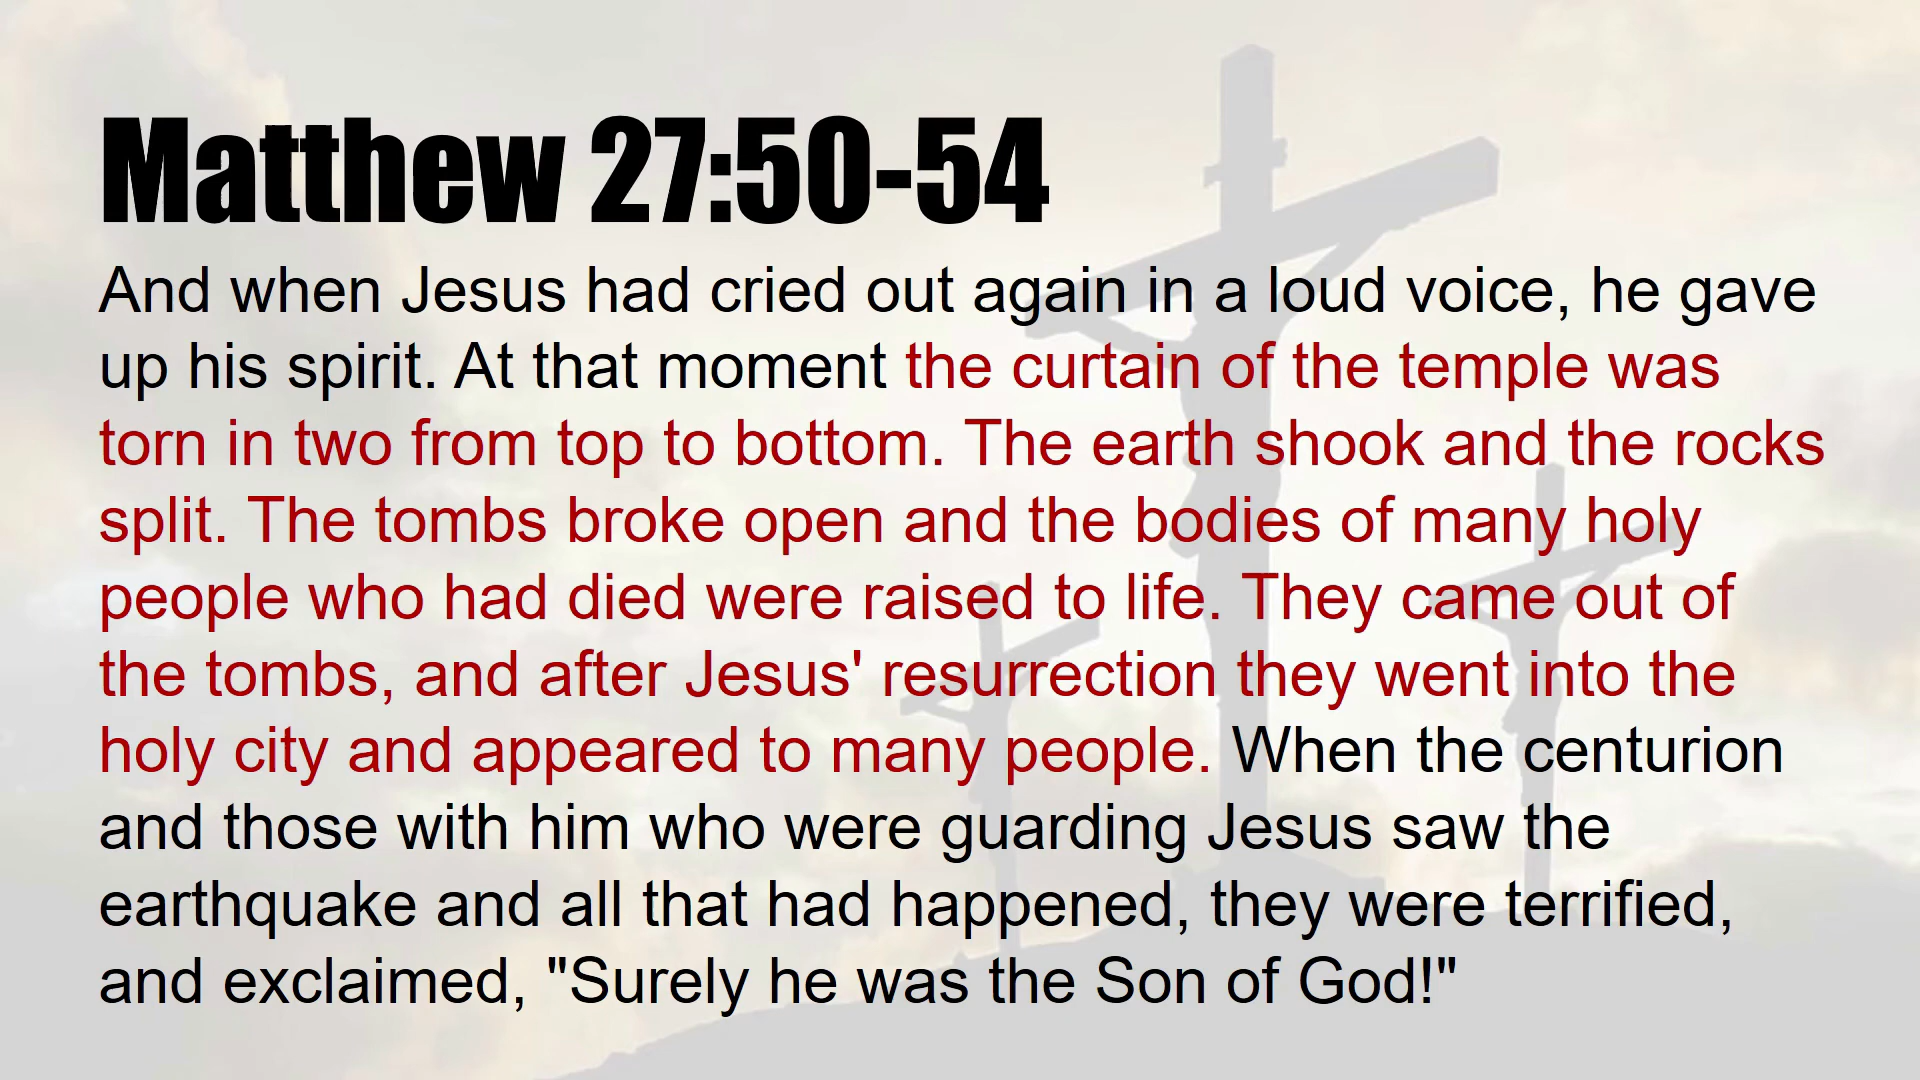 Matthew 27:50-54
And when Jesus had cried out again in a loud voice, he gave
up his spirit. At that moment the curtain of the temple was
torn in two from top to bottom. The earth shook and the rocks
split. The tombs broke open and the bodies of many holy
people who had died were raised to life. They came out of
the tombs, and after Jesus' resurrection they went into the
holy city and appeared to many people. When the centurion
and those with him who were guarding Jesus saw the
earthquake and all that had happened, they were terrified,
and exclaimed, "Surely he was the Son of God!"